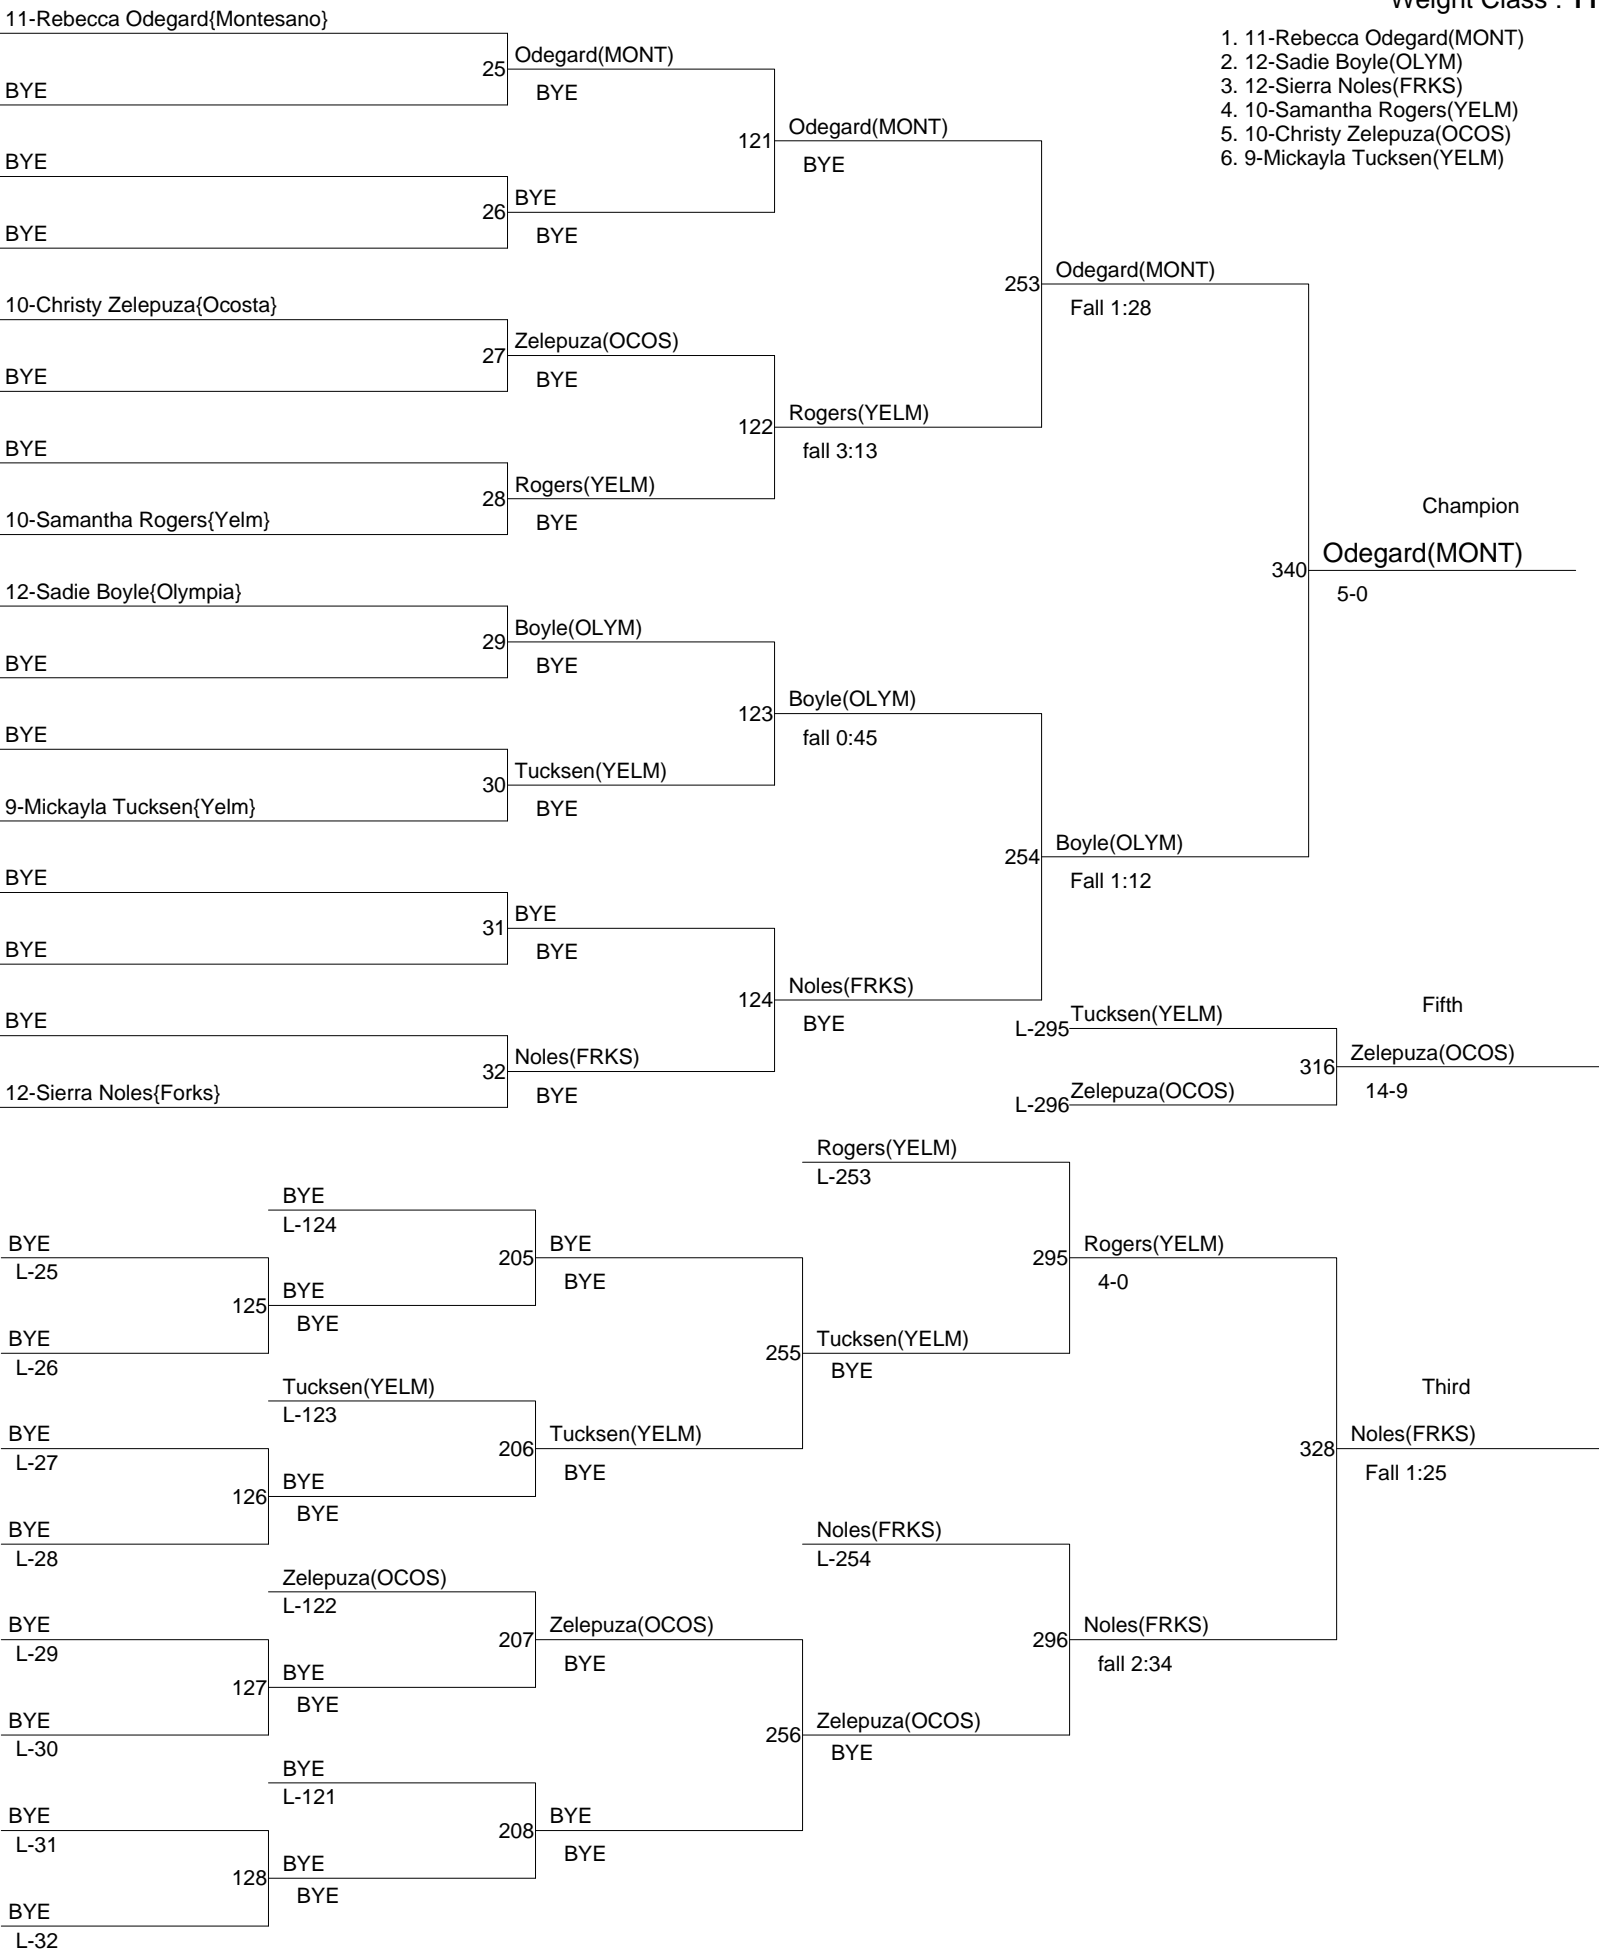 Weight Class : 11
1. 11-Rebecca Odegard(MONT)
2. 12-Sadie Boyle(OLYM)
3. 12-Sierra Noles(FRKS)
4. 10-Samantha Rogers(YELM)
5. 10-Christy Zelepuza(OCOS)
6. 9-Mickayla Tucksen(YELM)
11-Rebecca Odegard{Montesano}
25
BYE
Odegard(MONT)
BYE
BYE
26
BYE
BYE
BYE
121
Odegard(MONT)
BYE
10-Christy Zelepuza{Ocosta}
27
BYE
Zelepuza(OCOS)
BYE
BYE
28
10-Samantha Rogers{Yelm}
Rogers(YELM)
BYE
122
Rogers(YELM)
fall 3:13
253
Odegard(MONT)
Fall 1:28
12-Sadie Boyle{Olympia}
29
BYE
Boyle(OLYM)
BYE
BYE
30
9-Mickayla Tucksen{Yelm}
Tucksen(YELM)
BYE
123
Boyle(OLYM)
fall 0:45
BYE
31
BYE
BYE
BYE
BYE
32
12-Sierra Noles{Forks}
Noles(FRKS)
BYE
124
Noles(FRKS)
BYE
254
Boyle(OLYM)
Fall 1:12
Champion
340
Odegard(MONT)
5-0
Fifth
L-295
Tucksen(YELM)
L-296
Zelepuza(OCOS)
316
Zelepuza(OCOS)
14-9
BYE
L-25
BYE
L-26
125
BYE
L-124
BYE
BYE
205
BYE
BYE
BYE
L-27
BYE
L-28
126
Tucksen(YELM)
L-123
BYE
BYE
206
Tucksen(YELM)
BYE
255
Rogers(YELM)
L-253
Tucksen(YELM)
BYE
295
Rogers(YELM)
4-0
BYE
L-29
BYE
L-30
127
Zelepuza(OCOS)
L-122
BYE
BYE
207
Zelepuza(OCOS)
BYE
BYE
L-31
BYE
L-32
128
BYE
L-121
BYE
BYE
208
BYE
BYE
256
Noles(FRKS)
L-254
Zelepuza(OCOS)
BYE
296
Noles(FRKS)
fall 2:34
Third
328
Noles(FRKS)
Fall 1:25